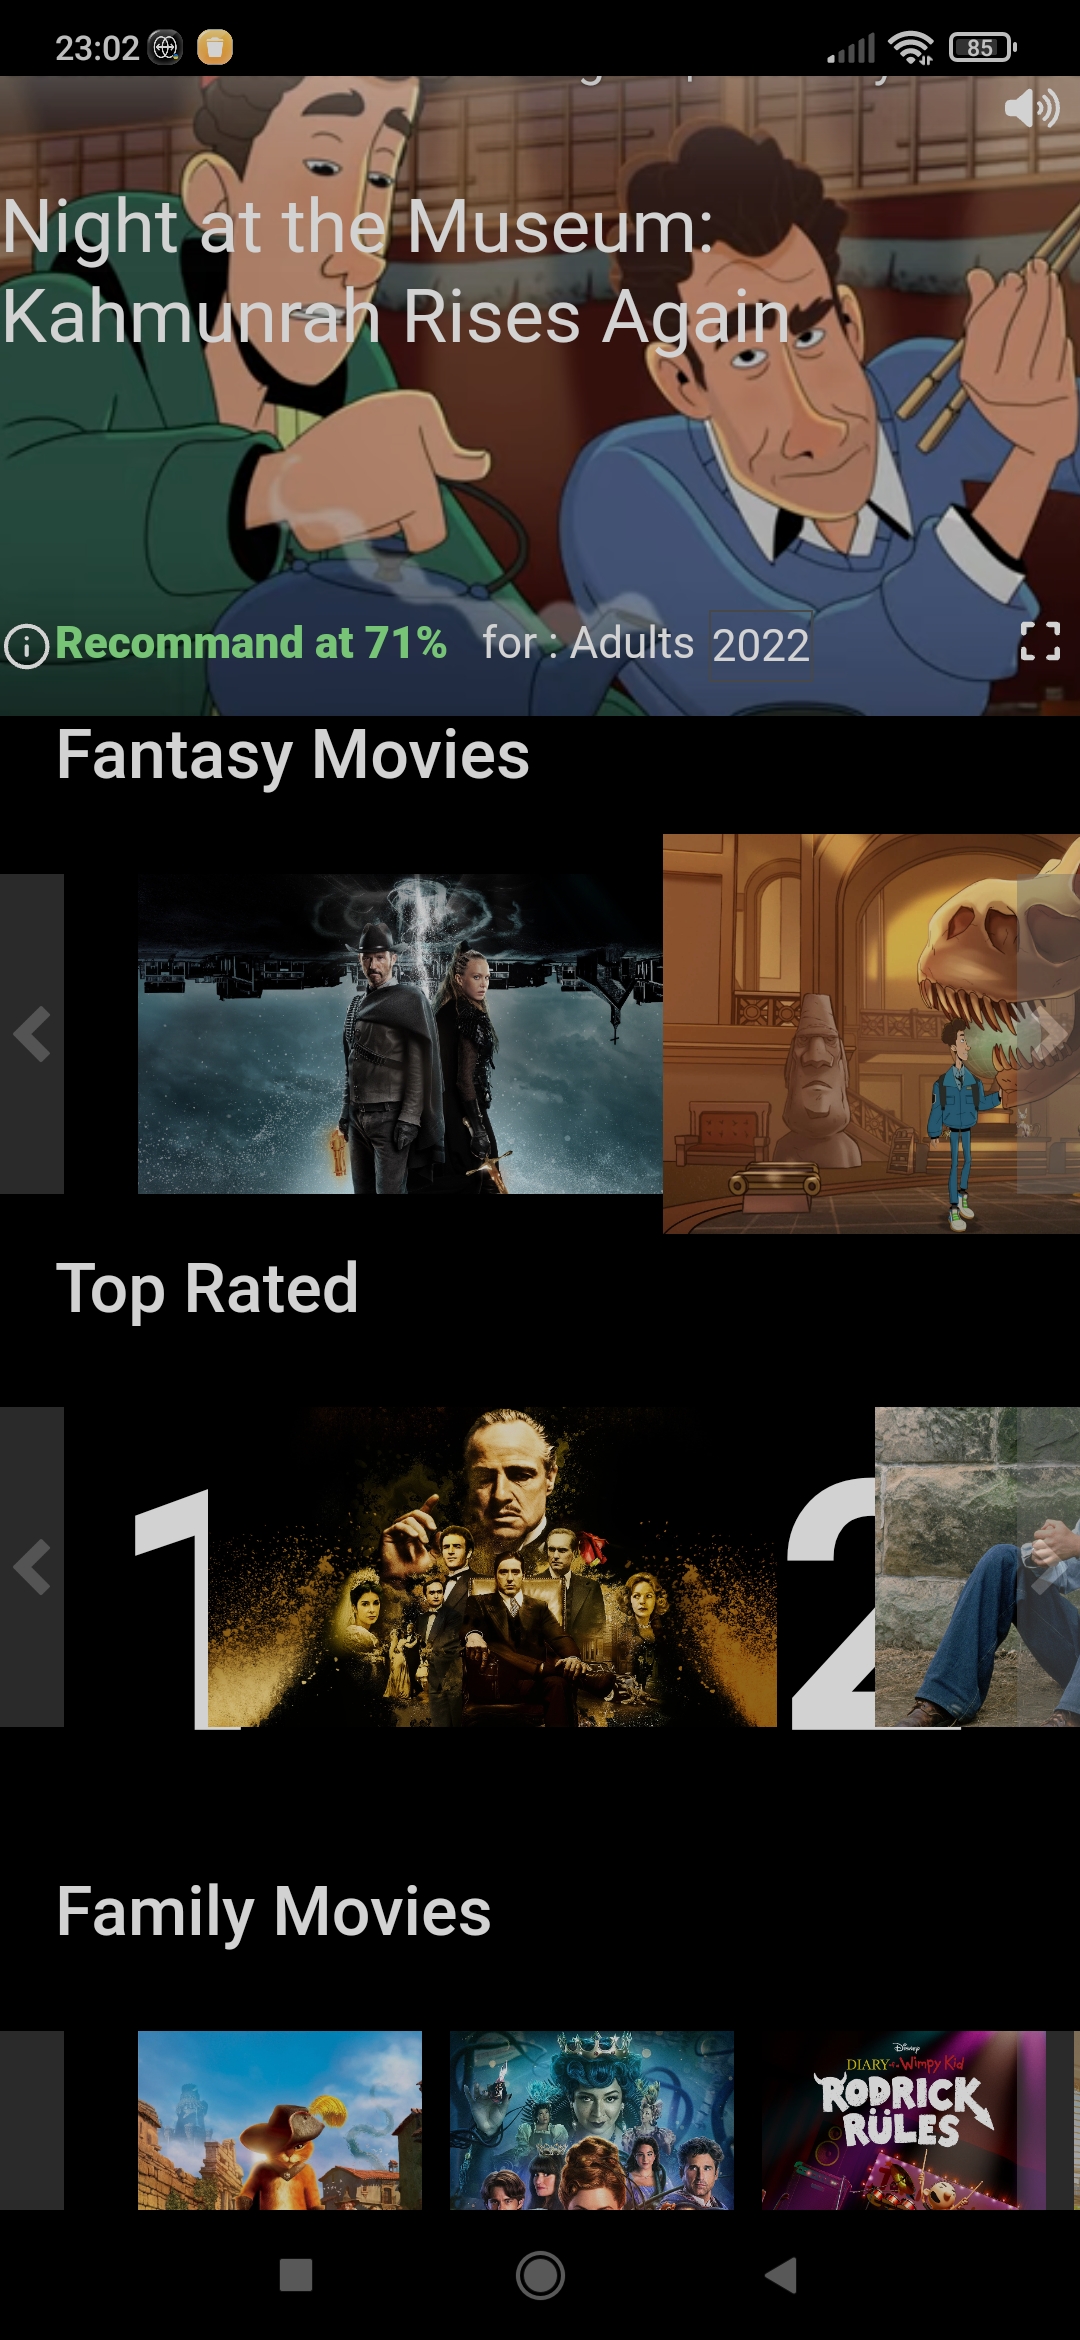 23:02
85
Night at the Museum:
Kahmunrah Rises Again
Recommand at 71% for : Adults 2022
Fantasy Movies
Top Rated
1 2
Family Movies
Disney
DIARY of a Wimpy Kid
RODRICK
RÜLES